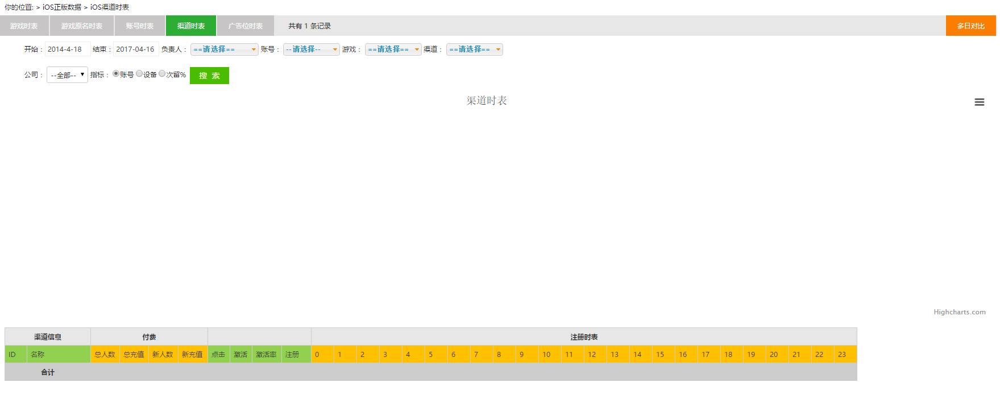 你的位置: > iOS正版数据 > iOS渠道时表
游戏时表 游戏原名时表 账号时表 渠道时表 广告位时表 共有 1 条记录 多日对比
开始： 2014-4-18 结束： 2017-04-16 负责人： ==请选择== 账号： --请选择-- 游戏： ==请选择== 渠道： ==请选择==
公司： --全部-- 指标： 账号 设备 次留% 搜 索
渠道时表
Highcharts.com
渠道信息 付费 注册时表
ID 名称 总人数 总充值 新人数 新充值 点击 激活 激活率 注册 0 1 2 3 4 5 6 7 8 9 10 11 12 13 14 15 16 17 18 19 20 21 22 23
合计